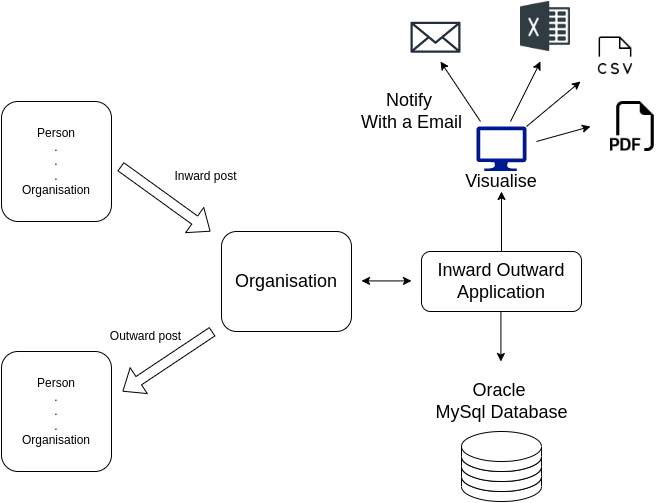 X
CSV
Notify
With a Email
PDF
Person
.
.
.
Organisation
Inward post
Visualise
Organisation
Inward Outward
Application
Outward post
Person
.
.
.
Organisation
Oracle
MySql Database